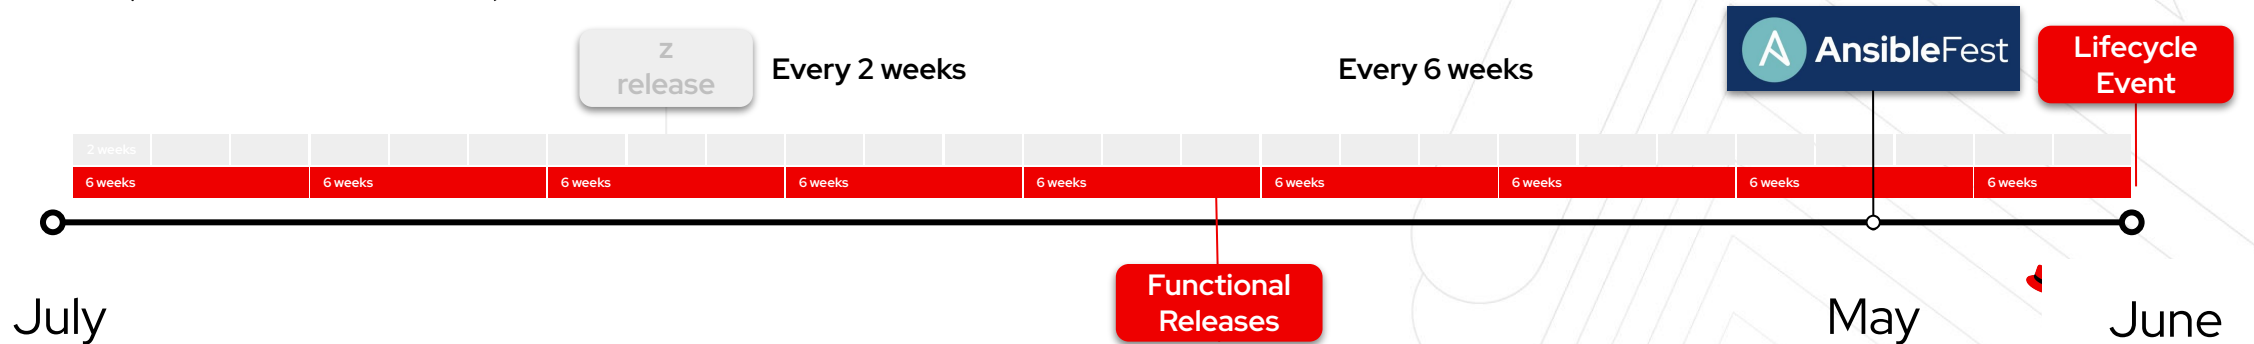 z
release
Every 2 weeks
Every 6 weeks
AnsibleFest
Lifecycle
Event
2 weeks
6 weeks
6 weeks
6 weeks
6 weeks
6 weeks
6 weeks
6 weeks
6 weeks
6 weeks
Functional
Releases
July
May
June